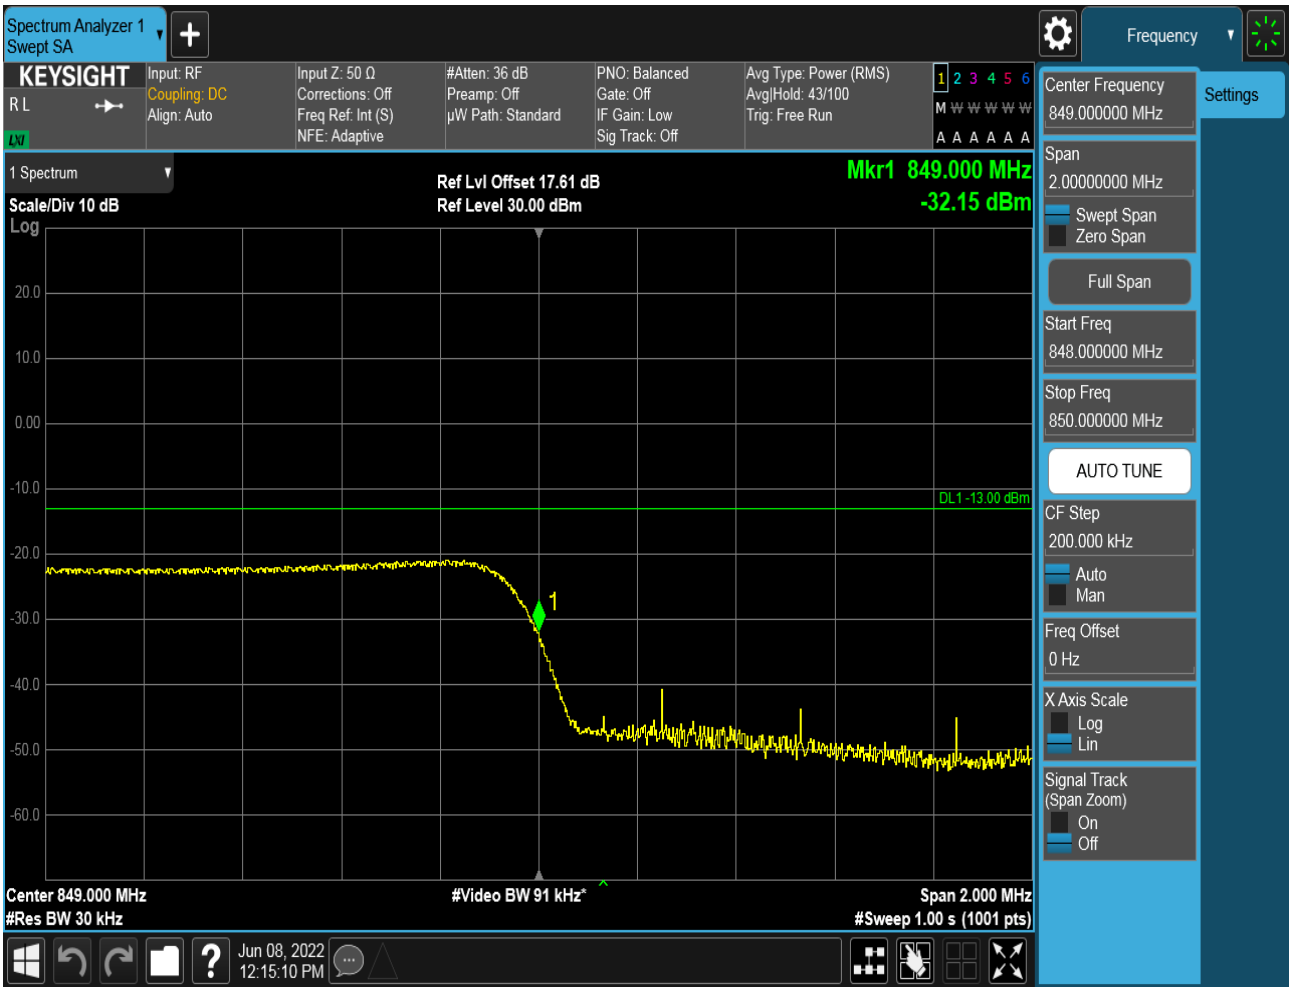 Spectrum Analyzer 1
Swept SA
Frequency
KEYSIGHT
R L
LXI
Input: RF
Coupling: DC
Align: Auto
Input Z: 50 Ω
Corrections: Off
Freq Ref: Int (S)
NFE: Adaptive
#Atten: 36 dB
Preamp: Off
µW Path: Standard
PNO: Balanced
Gate: Off
IF Gain: Low
Sig Track: Off
Avg Type: Power (RMS)
Avg|Hold: 43/100
Trig: Free Run
1 2 3 4 5 6
M W W W W W
A A A A A A
1 Spectrum
Scale/Div 10 dB
Log
Ref Lvl Offset 17.61 dB
Ref Level 30.00 dBm
Mkr1 849.000 MHz
-32.15 dBm
20.0
10.0
0.00
-10.0
-20.0
-30.0
-40.0
-50.0
-60.0
DL1 -13.00 dBm
1
Center 849.000 MHz
#Res BW 30 kHz
#Video BW 91 kHz*
Span 2.000 MHz
#Sweep 1.00 s (1001 pts)
Center Frequency
849.000000 MHz
Settings
Span
2.00000000 MHz
Swept Span
Zero Span
Full Span
Start Freq
848.000000 MHz
Stop Freq
850.000000 MHz
AUTO TUNE
CF Step
200.000 kHz
Auto
Man
Freq Offset
0 Hz
X Axis Scale
Log
Lin
Signal Track
(Span Zoom)
On
Off
?
Jun 08, 2022
12:15:10 PM